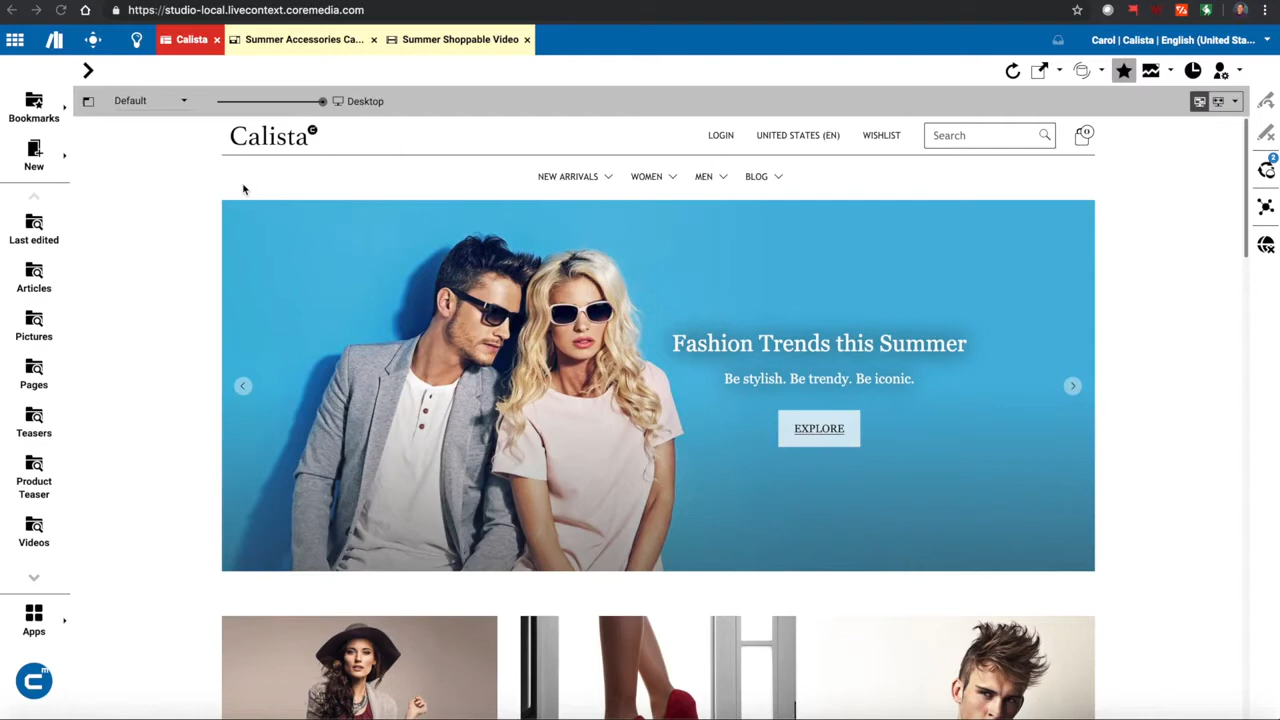 https://studio-local.livecontext.coremedia.com
Calista
Summer Accessories Ca...
Summer Shoppable Video
Carol | Calista | English (United Sta...
Bookmarks
New
Last edited
Articles
Pictures
Pages
Teasers
Product
Teaser
Videos
Apps
Default
Desktop
2
Calista
LOGIN
UNITED STATES (EN)
WISHLIST
Search
0
NEW ARRIVALS
WOMEN
MEN
BLOG
Fashion Trends this Summer
Be stylish. Be trendy. Be iconic.
EXPLORE